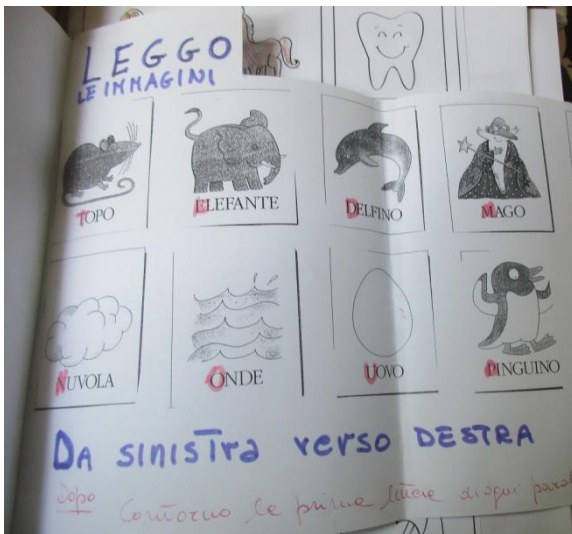 LEGGO
LE IMMAGINI
TOPO ELEFANTE DELFINO MAGO
NUVOLA ONDE UOVO PINGUINO
DA SINISTRA verso DESTRA
Dopo
Contorno le prime lettere di ogni